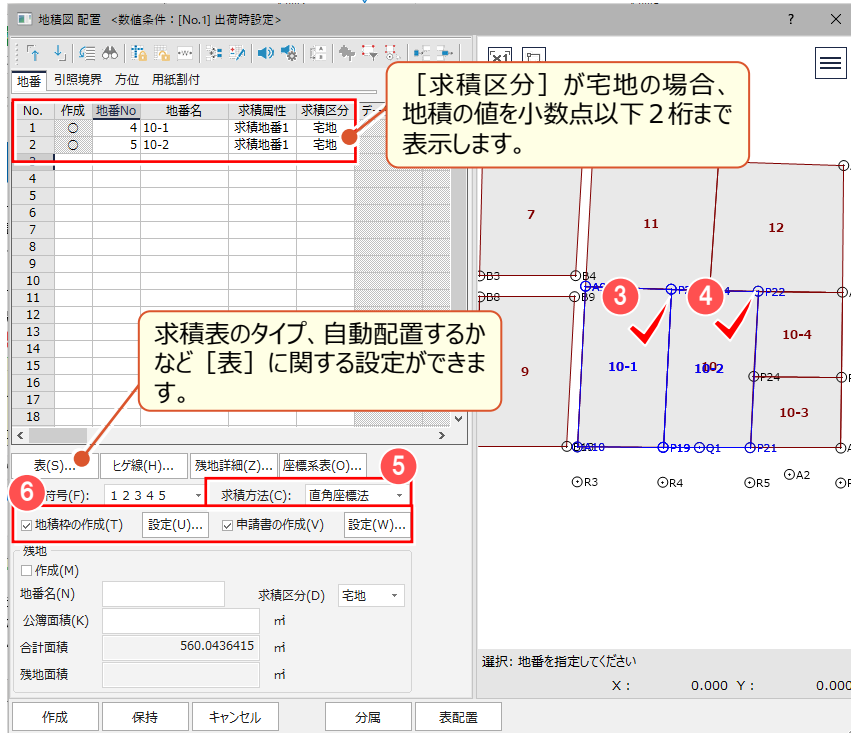 地積図 配置 <数値条件：[No.1] 出荷時設定>
地番 引照境界 方位 用紙割付
［求積区分］が宅地の場合、
地積の値を小数点以下２桁まで
表示します。
No. 作成 地番No 地番名 求積属性 求積区分
1 ○ 4 10-1 求積地番1 宅地
2 ○ 5 10-2 求積地番1 宅地
3
4
5
6
7
8
9
10
11
12
13
14
15
16
17
18
求積表のタイプ、自動配置するか
など［表］に関する設定ができま
す。
表(S)... ヒゲ線(H)... 残地詳細(Z)... 座標系表(O)...
5
6
符号(F): 1 2 3 4 5 求積方法(C): 直角座標法
地積枠の作成(T) 設定(U)... 申請書の作成(V) 設定(W)...
残地
作成(M)
地番名(N) 求積区分(D) 宅地
公簿面積(K) ㎡
合計面積 560.0436415 ㎡
残地面積 ㎡
作成 保持 キャンセル 分属 表配置
7 11 12
B3 B4
3 4
P22
B8 B9
10-4
9 10-1 10-2
P24
10-3
P19 Q1 P21
R3 R4 R5 A2
選択: 地番を指定してください
X : 0.000 Y : 0.000